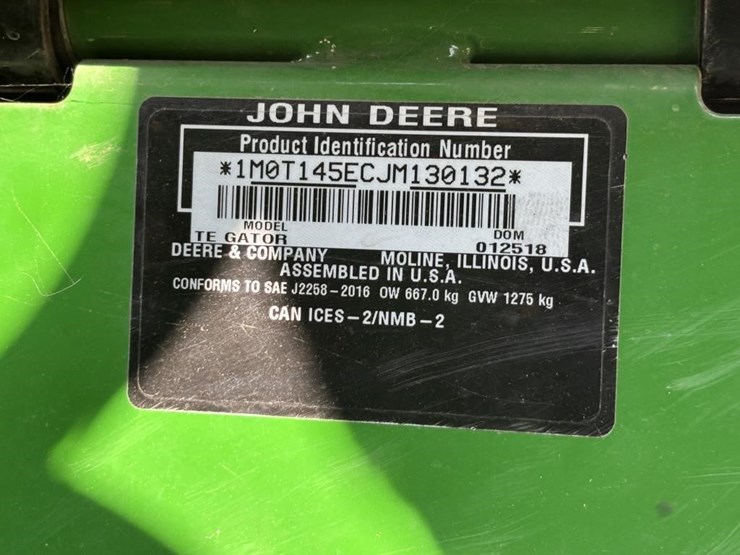 JOHN DEERE
Product Identification Number
*1M0T145ECJM130132*
MODEL DOM
TE GATOR 012518
DEERE & COMPANY MOLINE, ILLINOIS, U.S.A.
ASSEMBLED IN U.S.A.
CONFORMS TO SAE J2258-2016 OW 667.0 kg GVW 1275 kg
CAN ICES-2/NMB-2